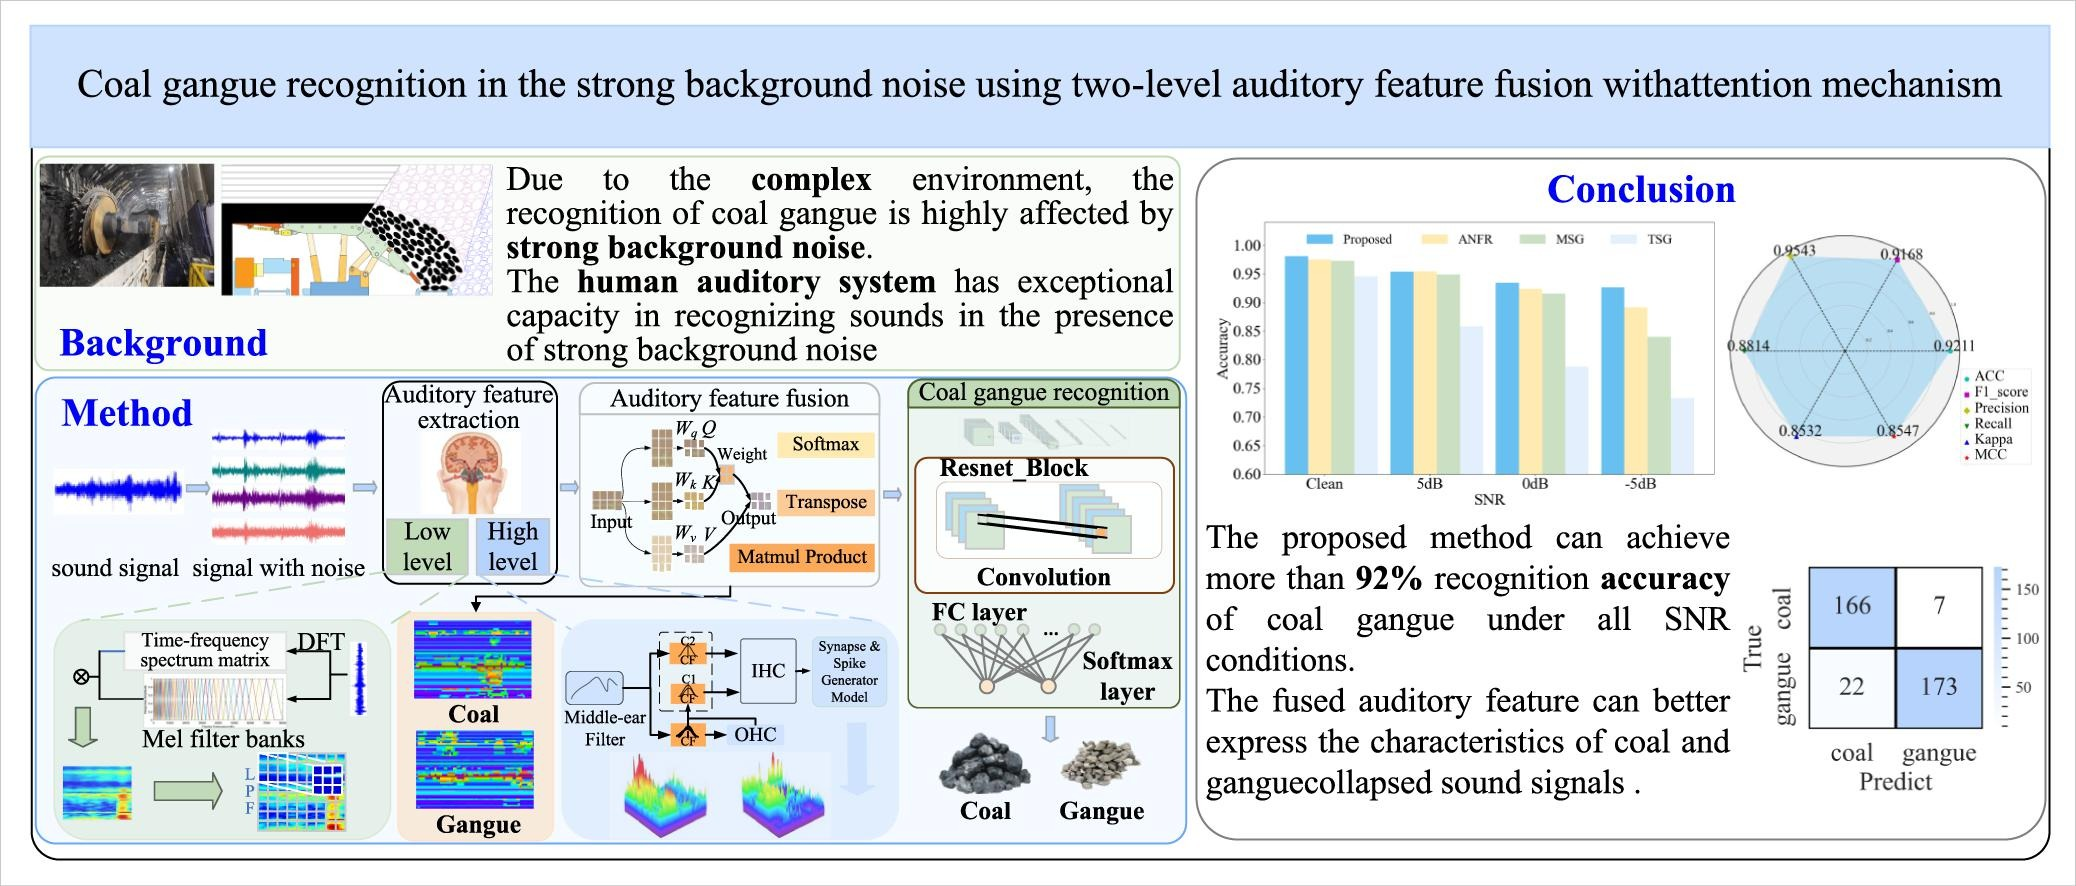 Coal gangue recognition in the strong background noise using two-level auditory feature fusion withattention mechanism
Background
Due to the complex environment, the
recognition of coal gangue is highly affected by
strong background noise.
The human auditory system has exceptional
capacity in recognizing sounds in the presence
of strong background noise
Method
sound signal
signal with noise
Auditory feature
extraction
Low
level
High
level
Auditory feature fusion
Input
Wq Q
Wk K
Wv V
Weight
Output
Softmax
Transpose
Matmul Product
Coal gangue recognition
Resnet_Block
Convolution
FC layer
...
Softmax
layer
Coal
Gangue
Time-frequency
spectrum matrix
DFT
Mel filter banks
L
P
F
Coal
Gangue
Middle-ear
Filter
C2
CF
C1
CF
CF
OHC
IHC
Synapse &
Spike
Generator
Model
Conclusion
Proposed
ANFR
MSG
TSG
Accuracy
1.00
0.95
0.90
0.85
0.80
0.75
0.70
0.65
0.60
Clean
5dB
0dB
-5dB
SNR
0.9543
0.9168
0.8814
0.9211
0.8532
0.8547
ACC
F1_score
Precision
Recall
Kappa
MCC
The proposed method can achieve
more than 92% recognition accuracy
of coal gangue under all SNR
conditions.
The fused auditory feature can better
express the characteristics of coal and
ganguecollapsed sound signals .
True
coal
gangue
166
7
22
173
150
100
50
coal
gangue
Predict